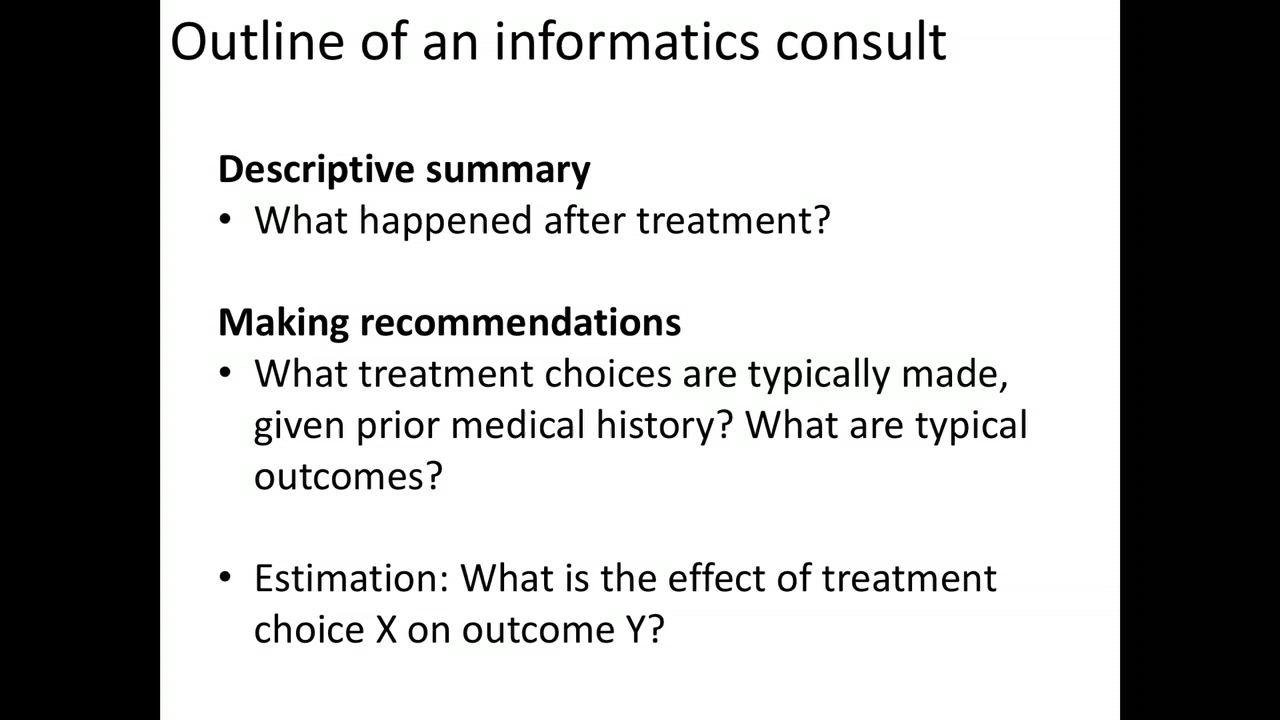 Outline of an informatics consult
Descriptive summary
• What happened after treatment?
Making recommendations
• What treatment choices are typically made,
given prior medical history? What are typical
outcomes?
• Estimation: What is the effect of treatment
choice X on outcome Y?